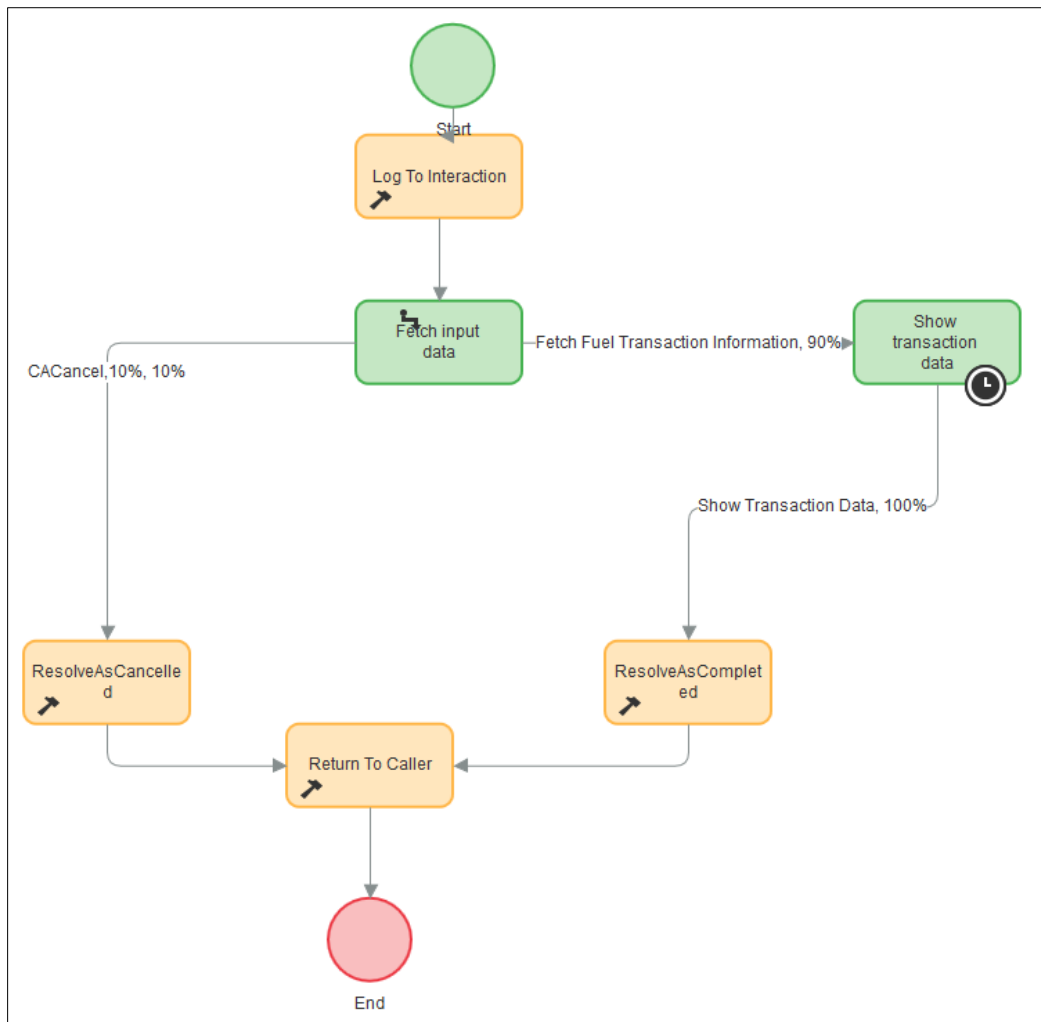 Start
Log To Interaction
Fetch input
data
Fetch Fuel Transaction Information, 90%
Show
transaction
data
CACancel,10%, 10%
Show Transaction Data, 100%
ResolveAsCancelle
d
ResolveAsComplet
ed
Return To Caller
End